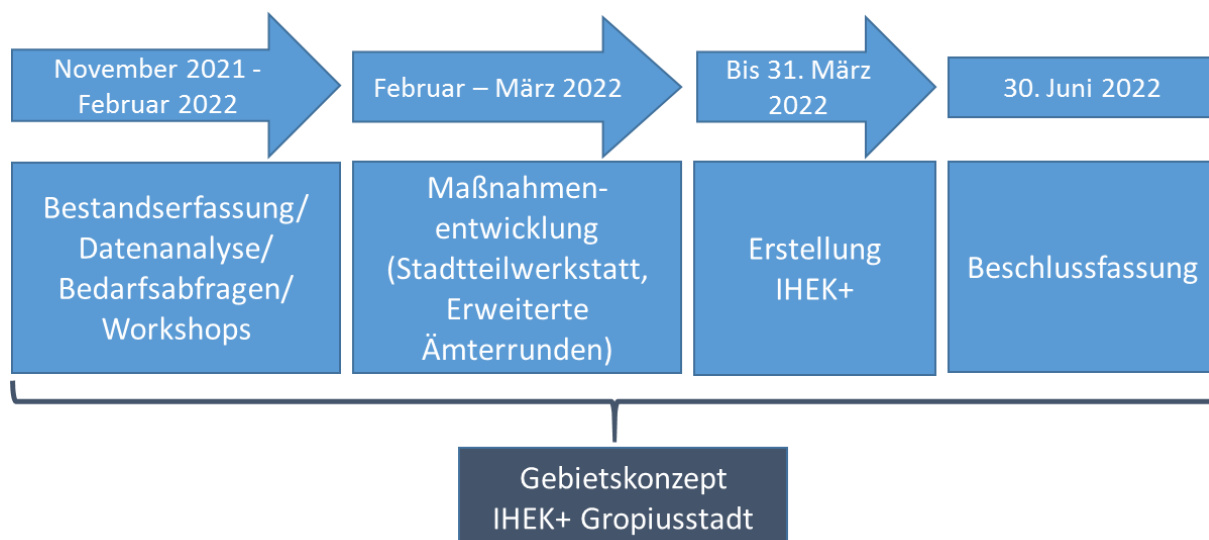 November 2021 -
Februar 2022
Februar – März 2022
Bis 31. März
2022
30. Juni 2022
Bestandserfassung/
Datenanalyse/
Bedarfsabfragen/
Workshops
Maßnahmen-
entwicklung
(Stadtteilwerkstatt,
Erweiterte
Ämterrunden)
Erstellung
IHEK+
Beschlussfassung
Gebietskonzept
IHEK+ Gropiusstadt